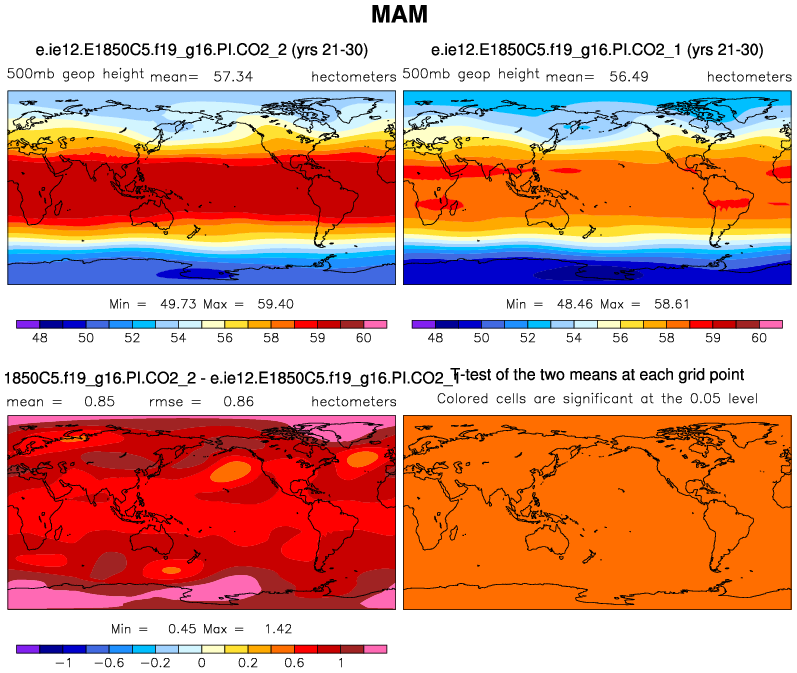 MAM
e.ie12.E1850C5.f19_g16.PI.CO2_2 (yrs 21-30)
500mb geop height mean= 57.34 hectometers
Min = 49.73 Max = 59.40
48 50 52 54 56 58 59 60
e.ie12.E1850C5.f19_g16.PI.CO2_1 (yrs 21-30)
500mb geop height mean= 56.49 hectometers
Min = 48.46 Max = 58.61
48 50 52 54 56 58 59 60
1850C5.f19_g16.PI.CO2_2 - e.ie12.E1850C5.f19_g16.PI.CO2_1
mean = 0.85 rmse = 0.86 hectometers
Min = 0.45 Max = 1.42
-1 -0.6 -0.2 0 0.2 0.6 1
T-test of the two means at each grid point
Colored cells are significant at the 0.05 level